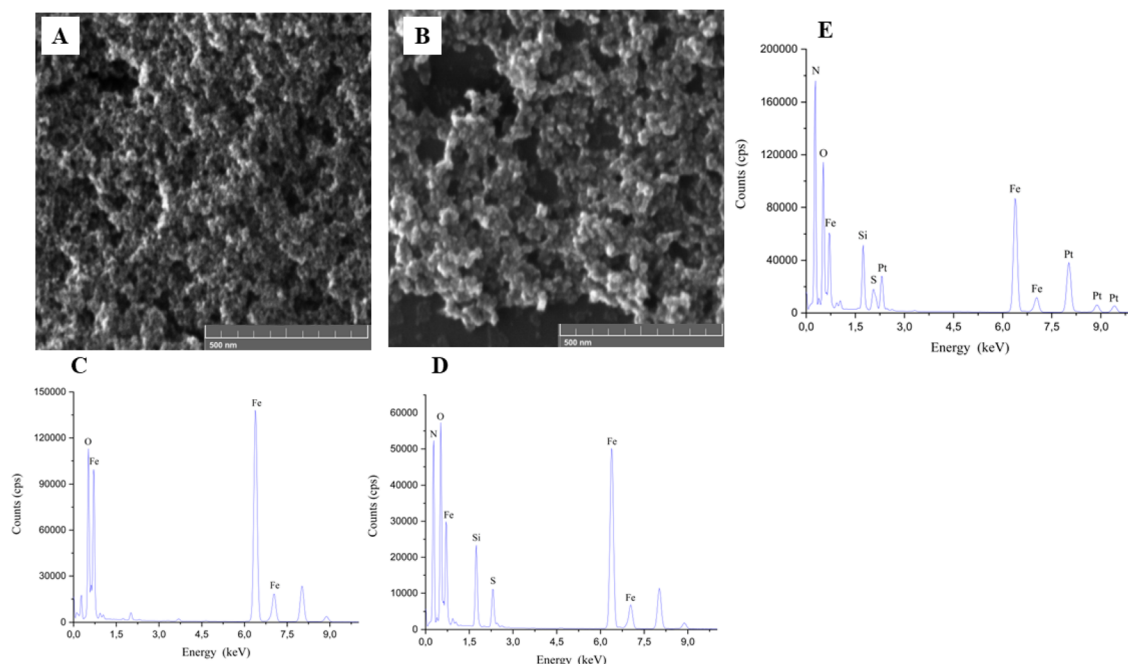 A
500 nm
B
500 nm
E
Counts (cps)
200000
160000
120000
80000
40000
0
N
O
Fe
Si
S
Pt
Fe
Fe
Pt
Pt
Pt
0,0 1,5 3,0 4,5 6,0 7,5 9,0
Energy (keV)
C
Counts (cps)
150000
120000
90000
60000
30000
0
O
Fe
Fe
Fe
0,0 1,5 3,0 4,5 6,0 7,5 9,0
Energy (keV)
D
Counts (cps)
60000
50000
40000
30000
20000
10000
0
N
O
Fe
Si
S
Fe
Fe
0,0 1,5 3,0 4,5 6,0 7,5 9,0
Energy (keV)